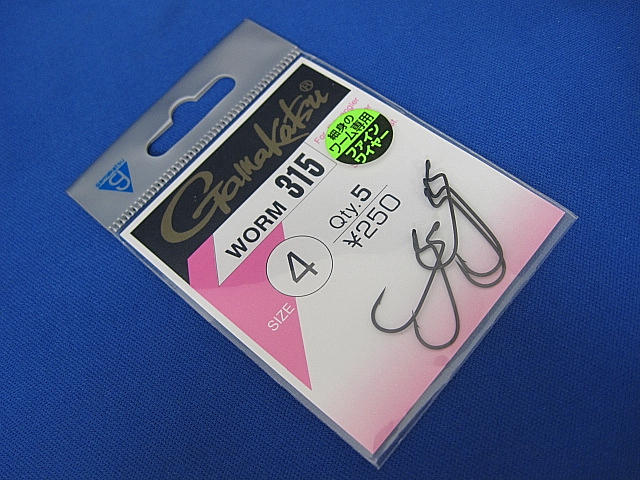 Gamakatsu®
WORM 315
細身の
ワーム専用
ファイン
ワイヤー
SIZE
4
Qty. 5
¥250